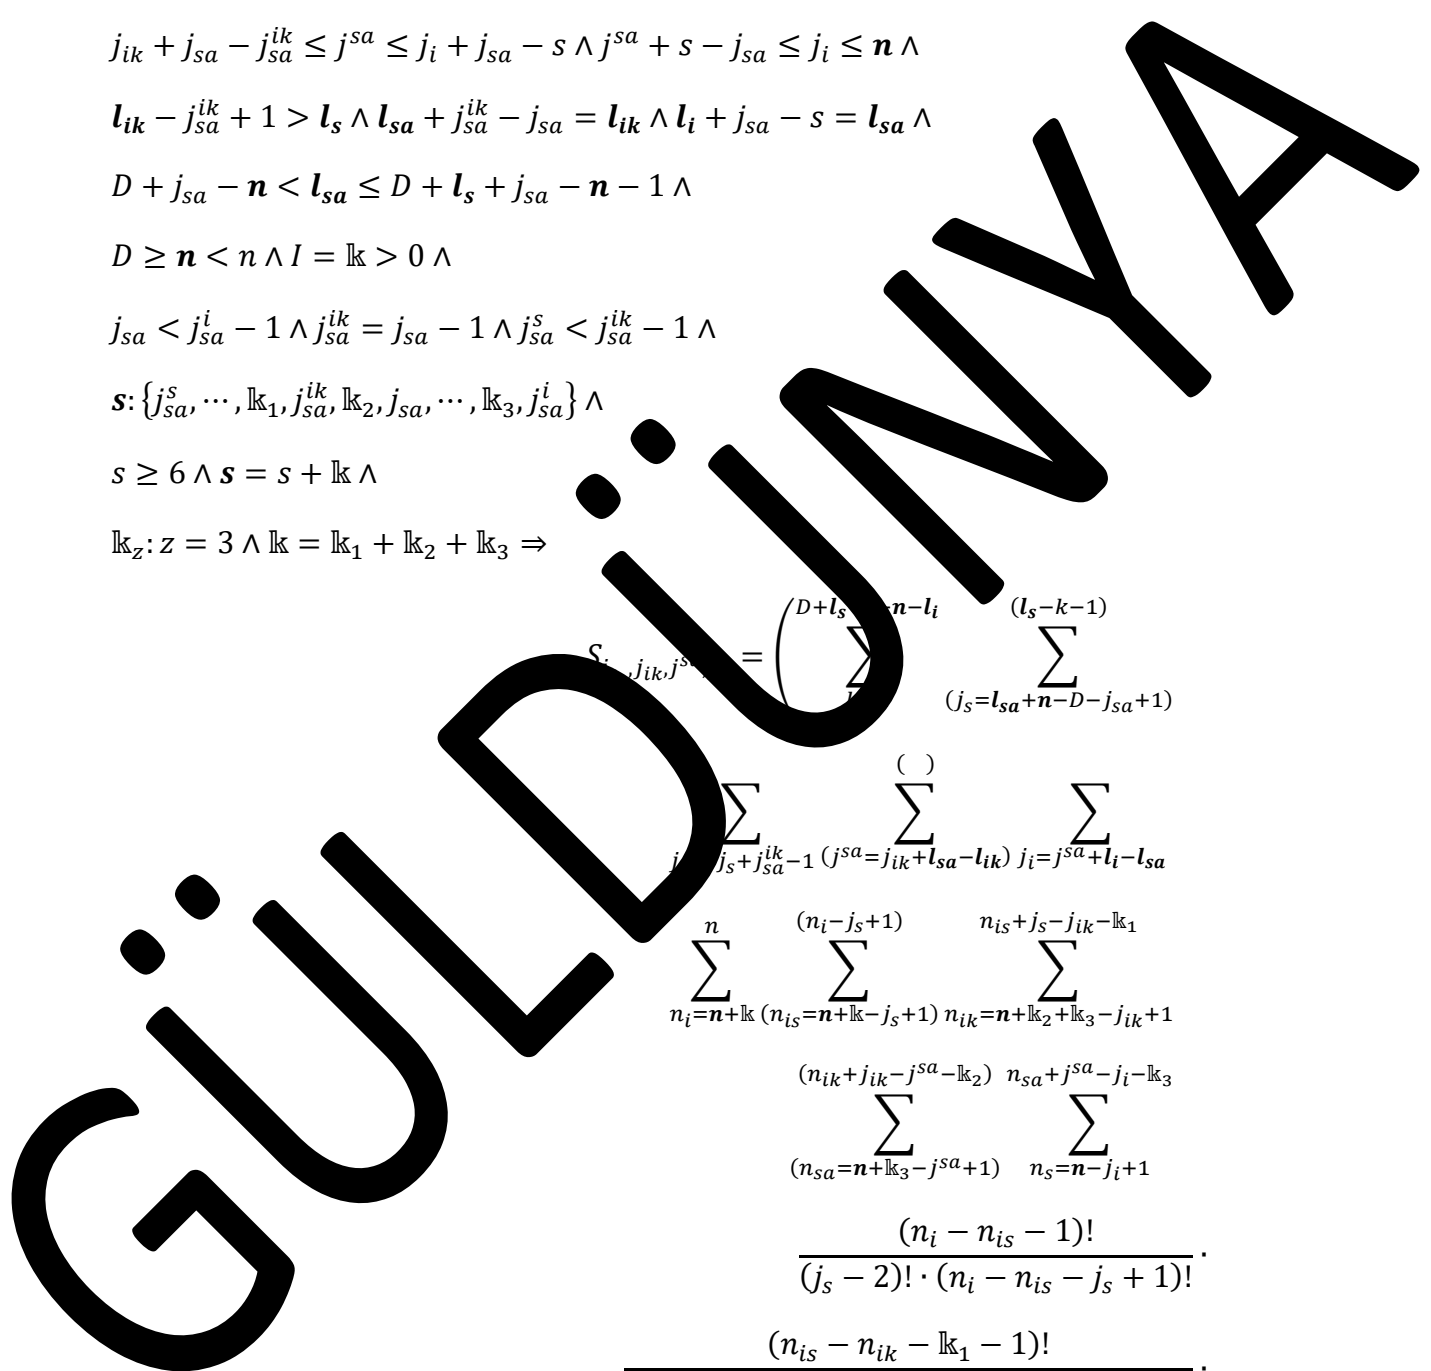 j_{ik} + j_{sa} − j_{sa}^{ik} ≤ j^{sa} ≤ j_i + j_{sa} − s ∧ j^{sa} + s − j_{sa} ≤ j_i ≤ n ∧
l_{ik} − j_{sa}^{ik} + 1 > l_s ∧ l_{sa} + j_{sa}^{ik} − j_{sa} = l_{ik} ∧ l_i + j_{sa} − s = l_{sa} ∧
D + j_{sa} − n < l_{sa} ≤ D + l_s + j_{sa} − n − 1 ∧
D ≥ n < n ∧ I = 𝕜 > 0 ∧
j_{sa} < j_{sa}^i − 1 ∧ j_{sa}^{ik} = j_{sa} − 1 ∧ j_{sa}^s < j_{sa}^{ik} − 1 ∧
s: {j_{sa}^s, ⋯, 𝕜_1, j_{sa}^{ik}, 𝕜_2, j_{sa}, ⋯, 𝕜_3, j_{sa}^i} ∧
s ≥ 6 ∧ s = s + 𝕜 ∧
𝕜_z: z = 3 ∧ 𝕜 = 𝕜_1 + 𝕜_2 + 𝕜_3 ⇒
D+l_s n−l_i (l_s−k−1)
S ,j_{ik}, = ( ∑ ∑
(j_s=l_{sa}+n−D−j_{sa}+1)
( )
∑ ∑ ∑
j_s+j_{sa}^{ik}−1 (j^{sa}=j_{ik}+l_{sa}−l_{ik}) j_i=j^{sa}+l_i−l_{sa}
n (n_i−j_s+1) n_{is}+j_s−j_{ik}−𝕜_1
∑ ∑ ∑
n_i=n+𝕜 (n_{is}=n+𝕜−j_s+1) n_{ik}=n+𝕜_2+𝕜_3−j_{ik}+1
(n_{ik}+j_{ik}−j^{sa}−𝕜_2) n_{sa}+j^{sa}−j_i−𝕜_3
∑ ∑
(n_{sa}=n+𝕜_3−j^{sa}+1) n_s=n−j_i+1
(n_i − n_{is} − 1)!
(j_s − 2)! · (n_i − n_{is} − j_s + 1)! ·
(n_{is} − n_{ik} − 𝕜_1 − 1)! ·
GÜLDÜNYA